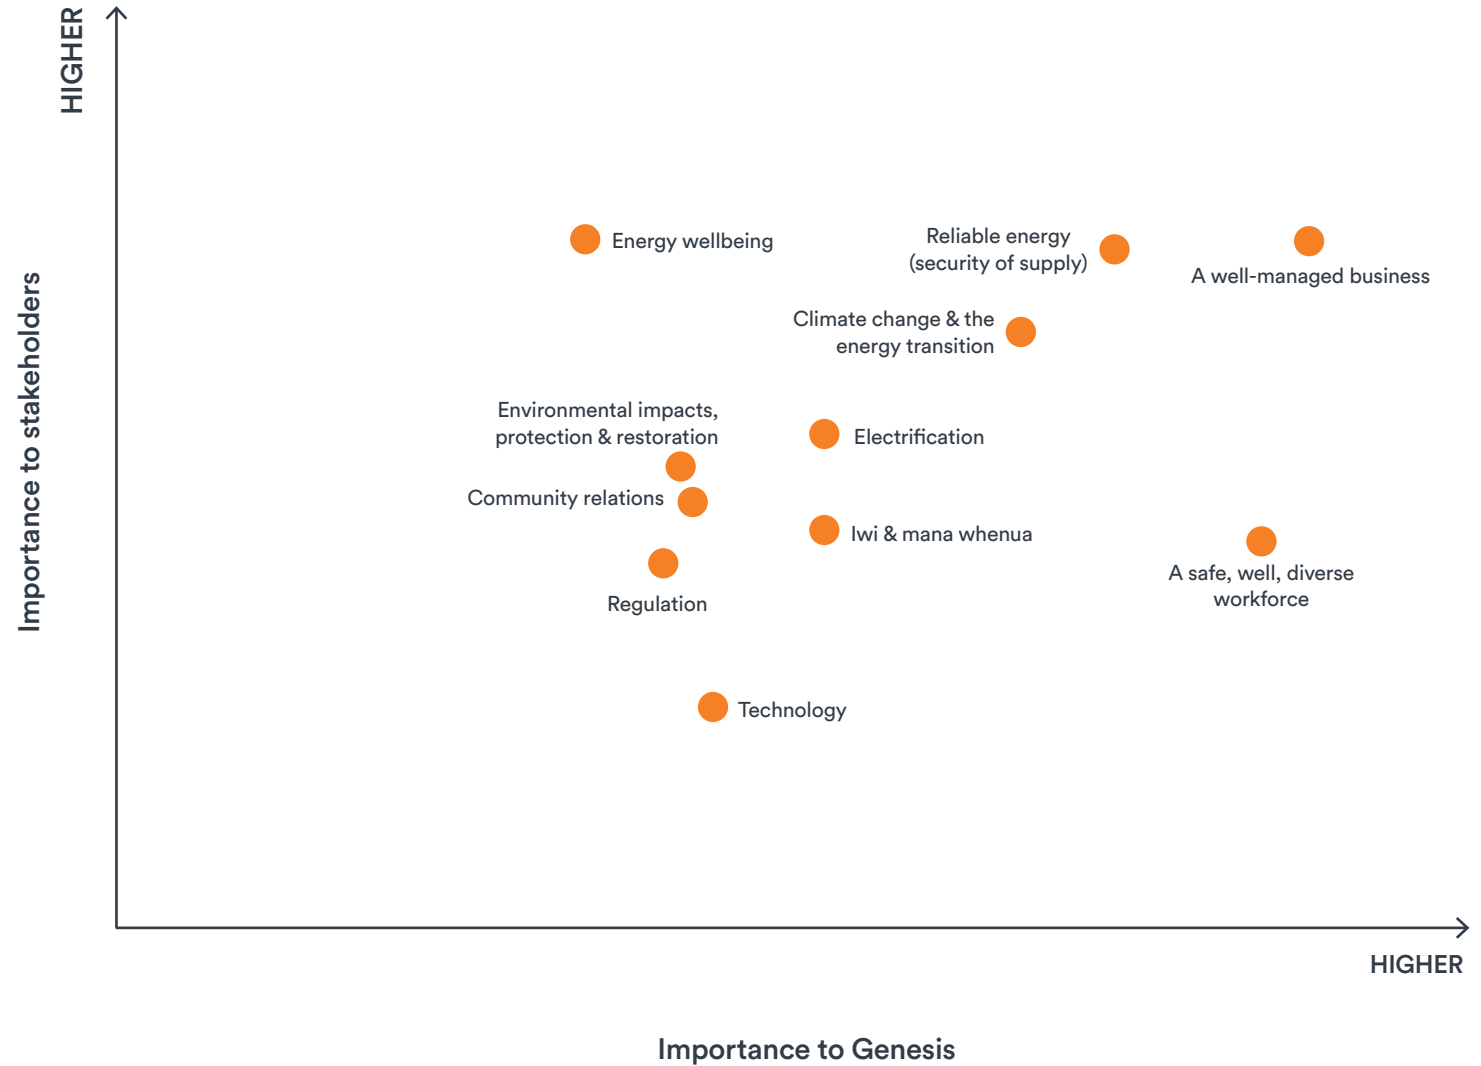 HIGHER
Importance to stakeholders
Energy wellbeing
Reliable energy
(security of supply)
A well-managed business
Climate change & the
energy transition
Environmental impacts,
protection & restoration
Electrification
Community relations
Iwi & mana whenua
A safe, well, diverse
workforce
Regulation
Technology
HIGHER
Importance to Genesis